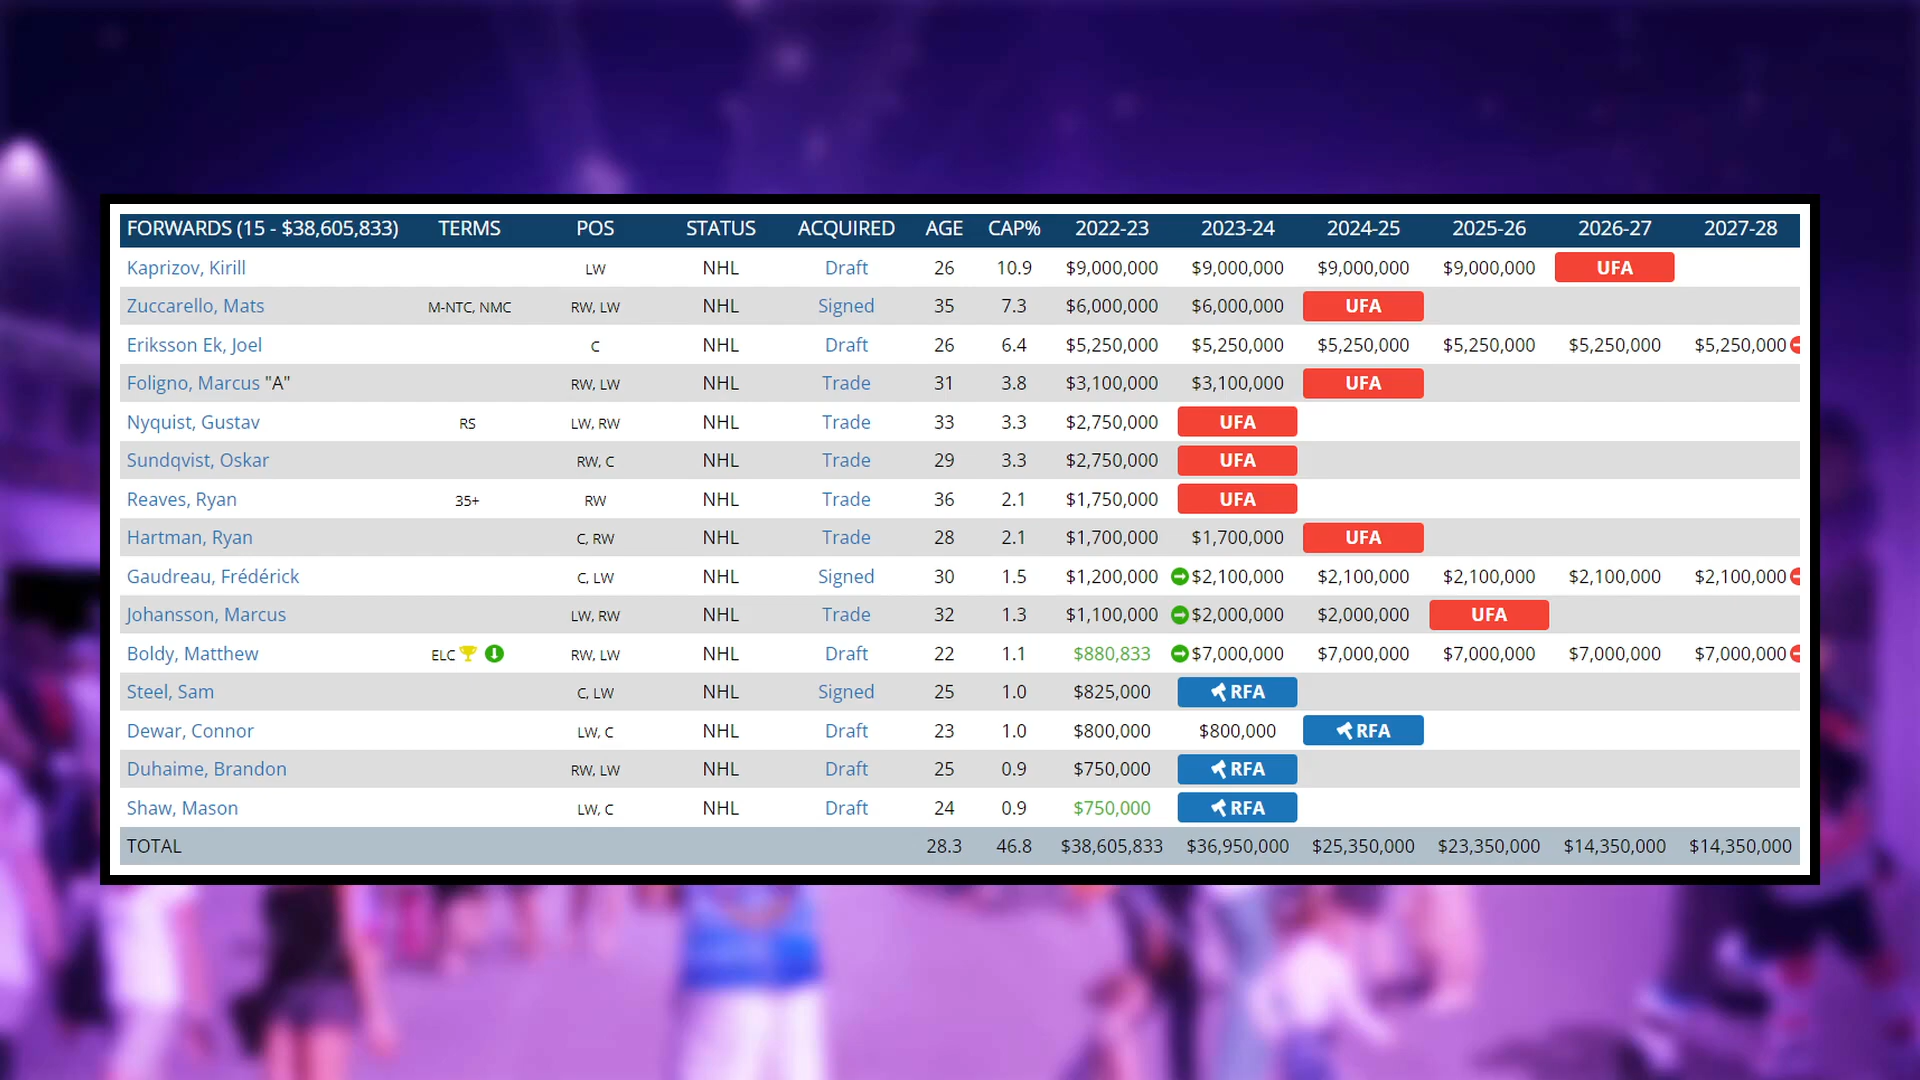 FORWARDS (15 - $38,605,833) TERMS POS STATUS ACQUIRED AGE CAP% 2022-23 2023-24 2024-25 2025-26 2026-27 2027-28
Kaprizov, Kirill LW NHL Draft 26 10.9 $9,000,000 $9,000,000 $9,000,000 $9,000,000 UFA
Zuccarello, Mats M-NTC, NMC RW, LW NHL Signed 35 7.3 $6,000,000 $6,000,000 UFA
Eriksson Ek, Joel C NHL Draft 26 6.4 $5,250,000 $5,250,000 $5,250,000 $5,250,000 $5,250,000 $5,250,000
Foligno, Marcus "A" RW, LW NHL Trade 31 3.8 $3,100,000 $3,100,000 UFA
Nyquist, Gustav RS LW, RW NHL Trade 33 3.3 $2,750,000 UFA
Sundqvist, Oskar RW, C NHL Trade 29 3.3 $2,750,000 UFA
Reaves, Ryan 35+ RW NHL Trade 36 2.1 $1,750,000 UFA
Hartman, Ryan C, RW NHL Trade 28 2.1 $1,700,000 $1,700,000 UFA
Gaudreau, Frédérick C, LW NHL Signed 30 1.5 $1,200,000 $2,100,000 $2,100,000 $2,100,000 $2,100,000 $2,100,000
Johansson, Marcus LW, RW NHL Trade 32 1.3 $1,100,000 $2,000,000 $2,000,000 UFA
Boldy, Matthew ELC RW, LW NHL Draft 22 1.1 $880,833 $7,000,000 $7,000,000 $7,000,000 $7,000,000 $7,000,000
Steel, Sam C, LW NHL Signed 25 1.0 $825,000 RFA
Dewar, Connor LW, C NHL Draft 23 1.0 $800,000 $800,000 RFA
Duhaime, Brandon RW, LW NHL Draft 25 0.9 $750,000 RFA
Shaw, Mason LW, C NHL Draft 24 0.9 $750,000 RFA
TOTAL 28.3 46.8 $38,605,833 $36,950,000 $25,350,000 $23,350,000 $14,350,000 $14,350,000